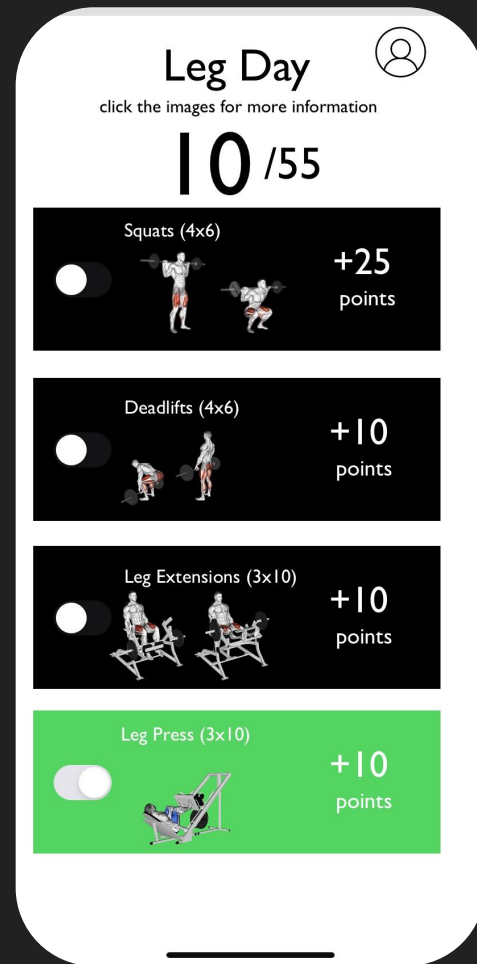 Leg Day
click the images for more information
10 /55
Squats (4x6)
+25
points
Deadlifts (4x6)
+10
points
Leg Extensions (3x10)
+10
points
Leg Press (3x10)
+10
points